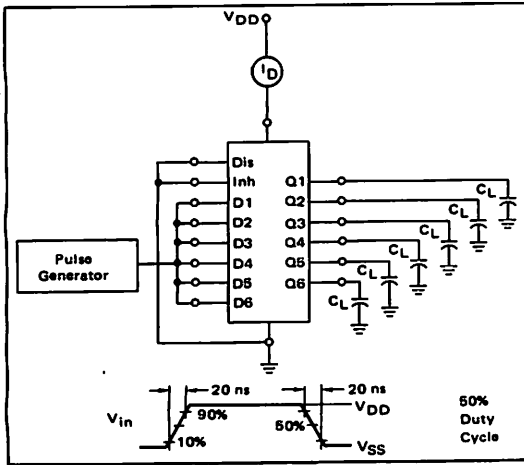 VDD
ID
Dis
Inh
D1
D2
D3
D4
D5
D6
Q1
Q2
Q3
Q4
Q5
Q6
CL
CL
CL
CL
CL
CL
Pulse
Generator
20 ns
20 ns
Vin
90%
10%
50%
VDD
VSS
50%
Duty
Cycle